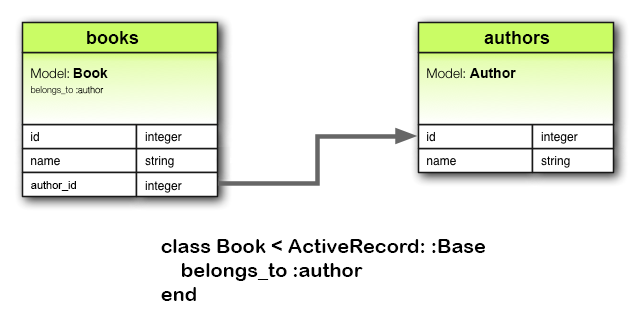 books
Model: Book
belongs_to :author
id integer
name string
author_id integer
authors
Model: Author
id integer
name string
class Book < ActiveRecord: :Base
belongs_to :author
end